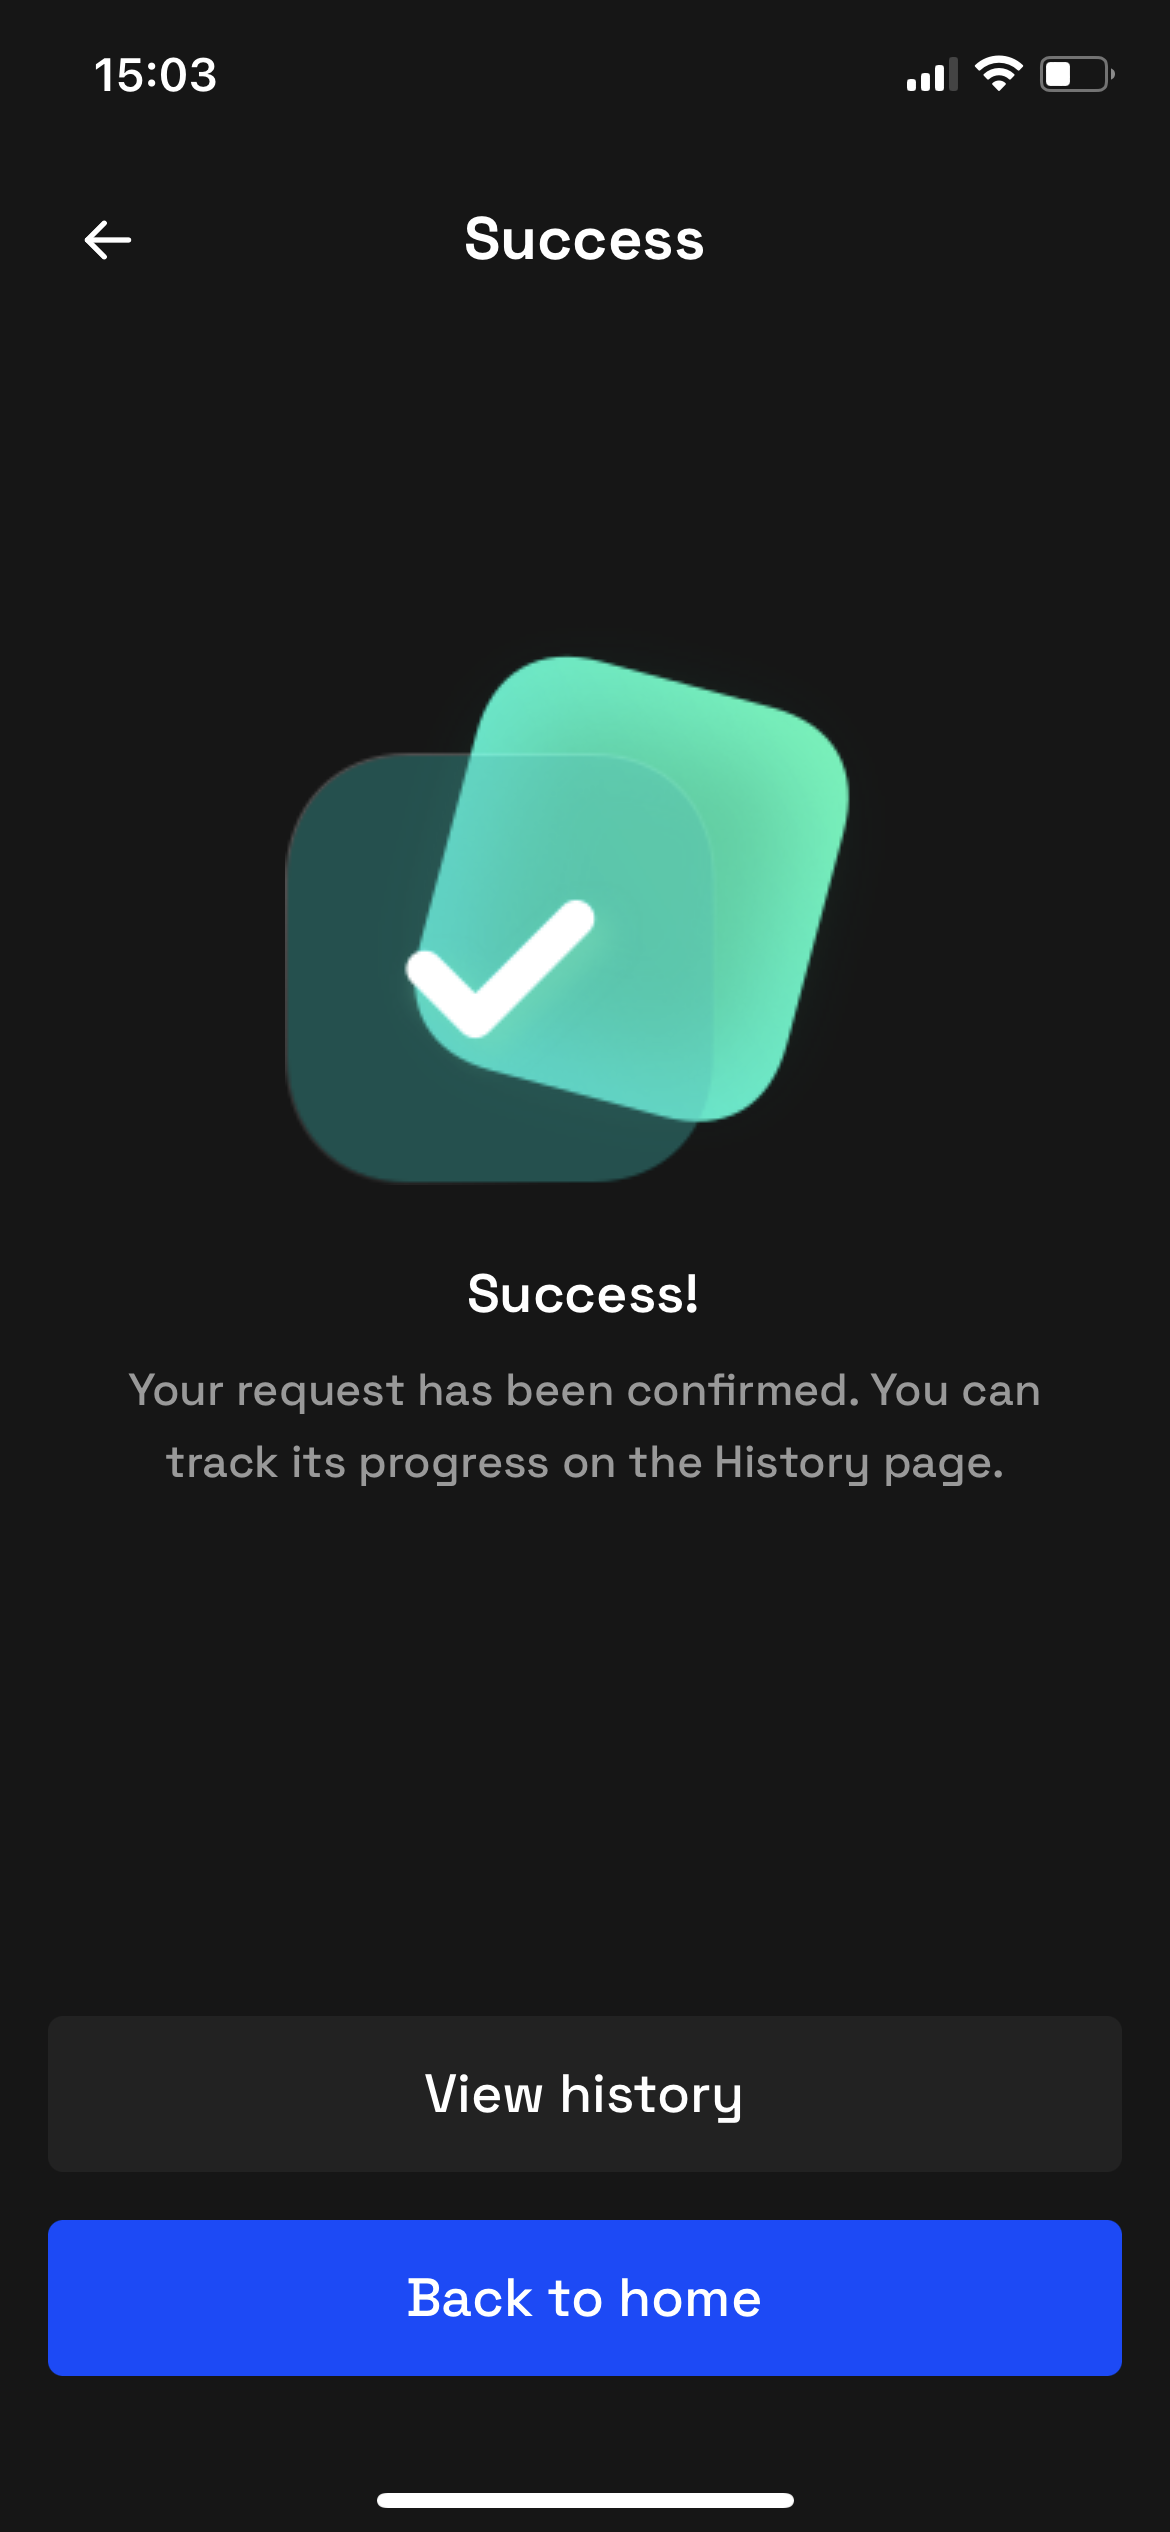 15:03
Success
Success!
Your request has been confirmed. You can
track its progress on the History page.
View history
Back to home